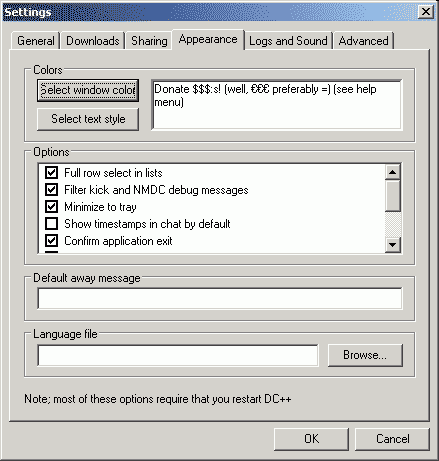 Settings
General Downloads Sharing Appearance Logs and Sound Advanced
Colors
Select window color
Donate $$$:s! (well, €€€ preferably =) (see help
menu)
Select text style
Options
Full row select in lists
Filter kick and NMDC debug messages
Minimize to tray
Show timestamps in chat by default
Confirm application exit
Default away message
Language file
Browse...
Note; most of these options require that you restart DC++
OK Cancel